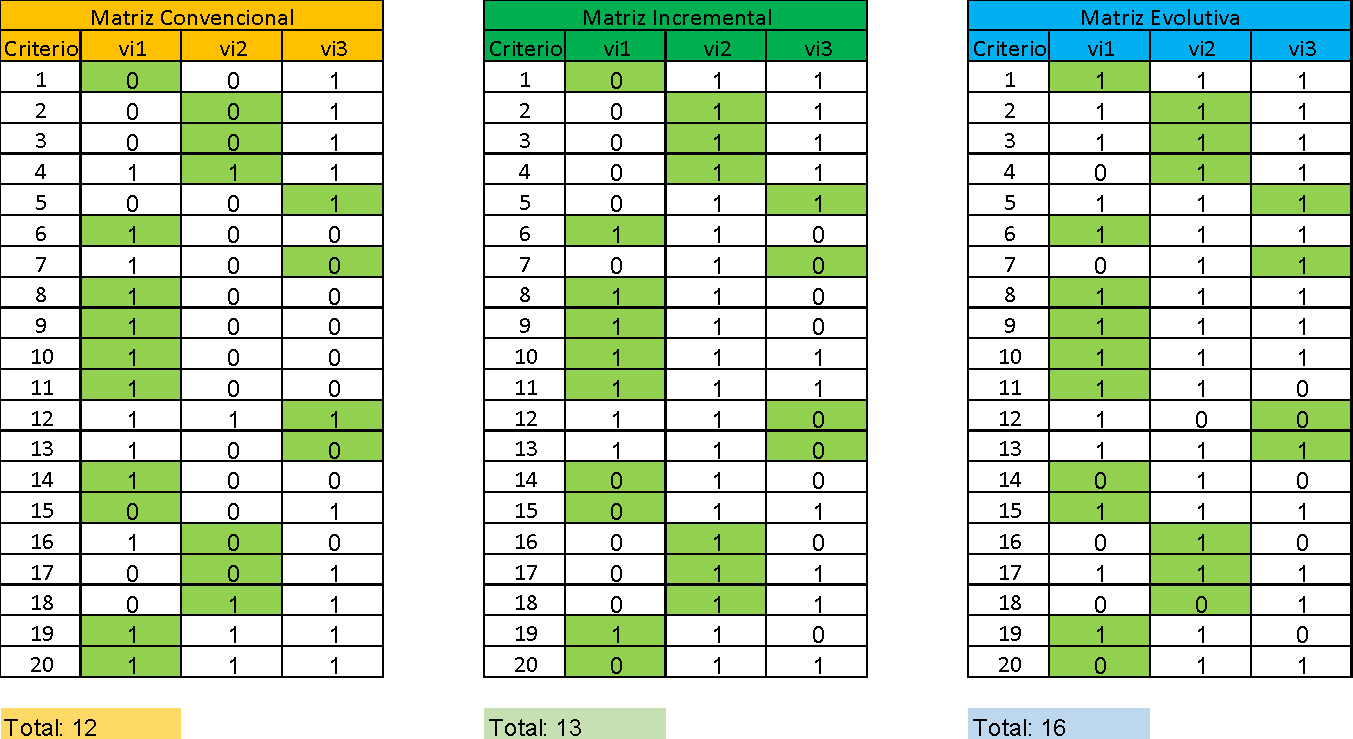 Matriz Convencional Matriz Incremental Matriz Evolutiva
Criterio vi1 vi2 vi3 Criterio vi1 vi2 vi3 Criterio vi1 vi2 vi3
1 0 0 1 1 0 1 1 1 1 1 1
2 0 0 1 2 0 1 1 2 1 1 1
3 0 0 1 3 0 1 1 3 1 1 1
4 1 1 1 4 0 1 1 4 0 1 1
5 0 0 1 5 0 1 1 5 1 1 1
6 1 0 0 6 1 1 0 6 1 1 1
7 1 0 0 7 0 1 0 7 0 1 1
8 1 0 0 8 1 1 0 8 1 1 1
9 1 0 0 9 1 1 0 9 1 1 1
10 1 0 0 10 1 1 1 10 1 1 1
11 1 0 0 11 1 1 1 11 1 1 0
12 1 1 1 12 1 1 0 12 1 0 0
13 1 0 0 13 1 1 0 13 1 1 1
14 1 0 0 14 0 1 0 14 0 1 0
15 0 0 1 15 0 1 1 15 1 1 1
16 1 0 0 16 0 1 0 16 0 1 0
17 0 0 1 17 0 1 1 17 1 1 1
18 0 1 1 18 0 1 1 18 0 0 1
19 1 1 1 19 1 1 0 19 1 1 0
20 1 1 1 20 0 1 1 20 0 1 1
Total: 12 Total: 13 Total: 16